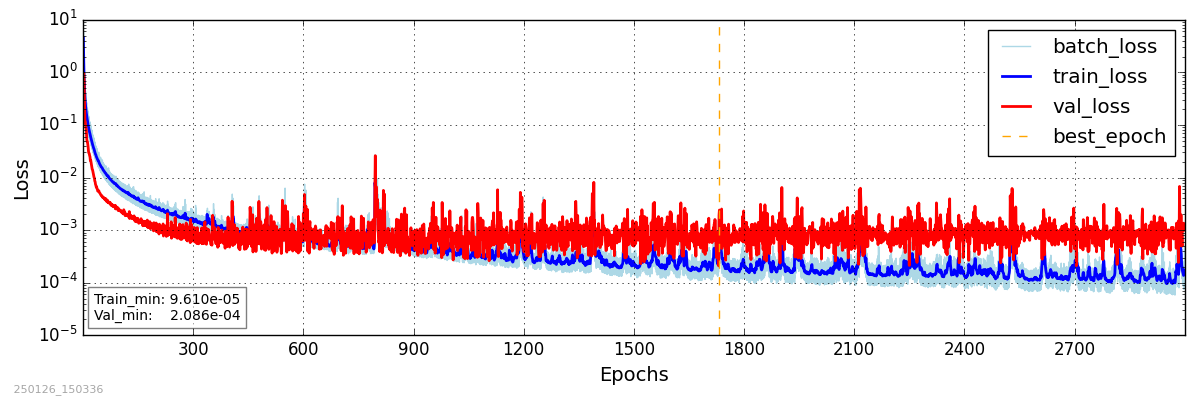 10^1
10^0
10^-1
10^-2
10^-3
10^-4
10^-5
Loss
batch_loss
train_loss
val_loss
best_epoch
Train_min: 9.610e-05
Val_min: 2.086e-04
300 600 900 1200 1500 1800 2100 2400 2700
Epochs
250126_150336